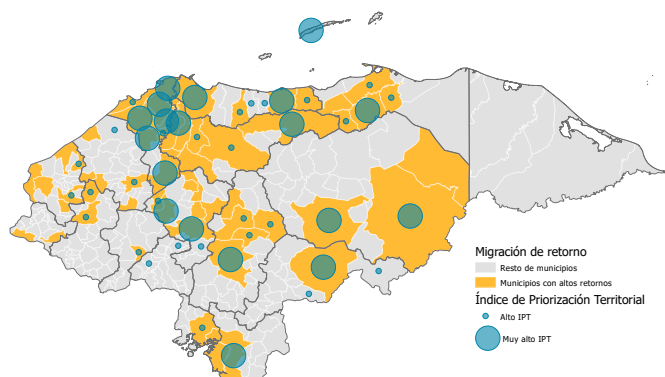 Migración de retorno
Resto de municipios
Municipios con altos retornos
Índice de Priorización Territorial
Alto IPT
Muy alto IPT